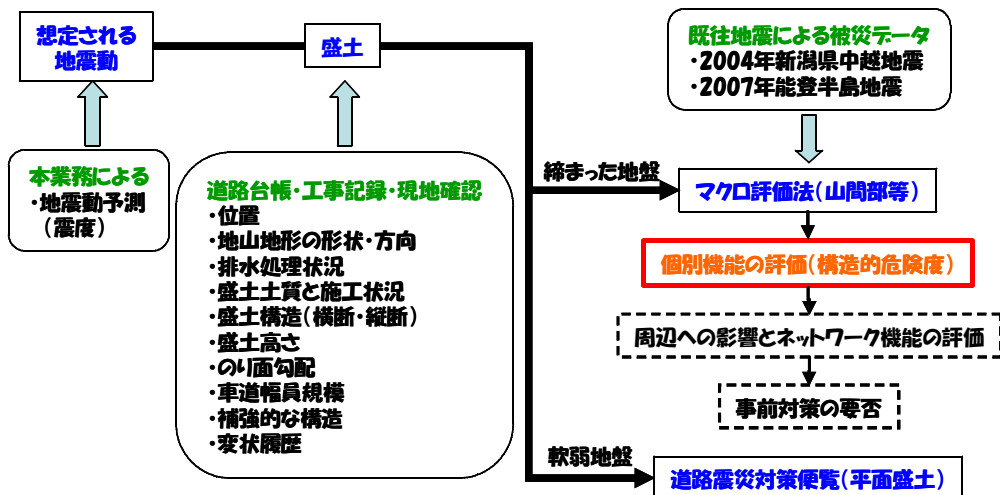 想定される
地震動
盛土
既往地震による被災データ
・2004年新潟県中越地震
・2007年能登半島地震
本業務による
・地震動予測
（震度）
道路台帳・工事記録・現地確認
・位置
・地山地形の形状・方向
・排水処理状況
・盛土土質と施工状況
・盛土構造（横断・縦断）
・盛土高さ
・のり面勾配
・車道幅員規模
・補強的な構造
・変状履歴
締まった地盤
マクロ評価法（山間部等）
個別機能の評価（構造的危険度）
周辺への影響とネットワーク機能の評価
事前対策の要否
軟弱地盤
道路震災対策便覧（平面盛土）